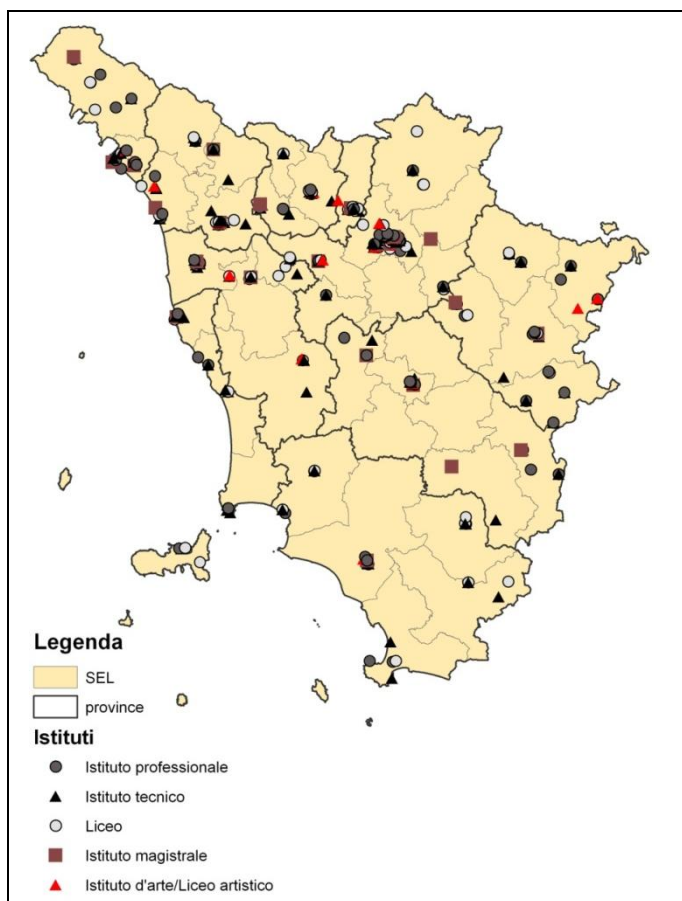 Legenda
SEL
province
Istituti
Istituto professionale
Istituto tecnico
Liceo
Istituto magistrale
Istituto d'arte/Liceo artistico